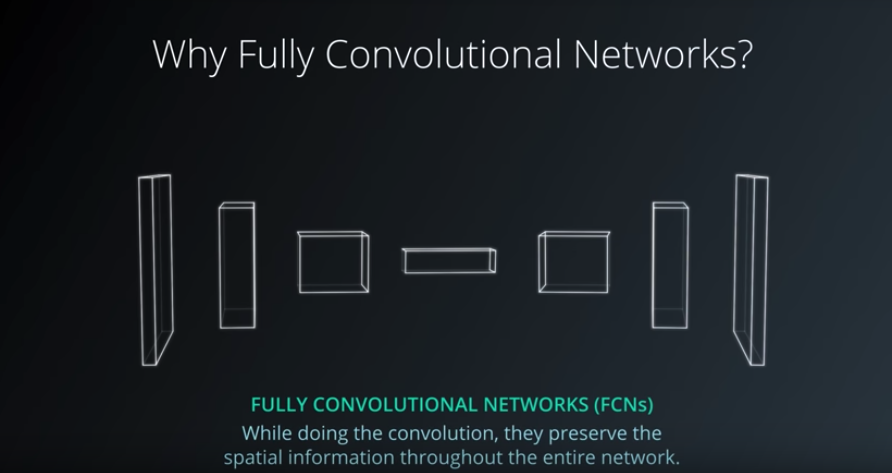 Why Fully Convolutional Networks?
FULLY CONVOLUTIONAL NETWORKS (FCNs)
While doing the convolution, they preserve the
spatial information throughout the entire network.